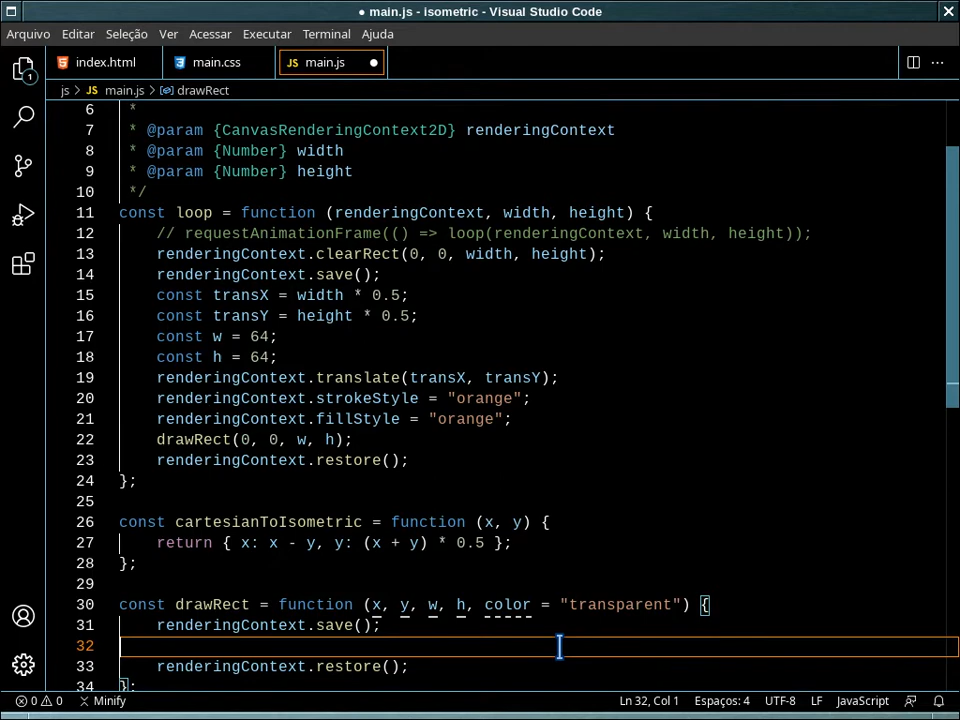 ● main.js - isometric - Visual Studio Code
Arquivo Editar Seleção Ver Acessar Executar Terminal Ajuda
index.html main.css JS main.js ●
js > JS main.js > drawRect
6 *
7 * @param {CanvasRenderingContext2D} renderingContext
8 * @param {Number} width
9 * @param {Number} height
10 */
11 const loop = function (renderingContext, width, height) {
12 // requestAnimationFrame(() => loop(renderingContext, width, height));
13 renderingContext.clearRect(0, 0, width, height);
14 renderingContext.save();
15 const transX = width * 0.5;
16 const transY = height * 0.5;
17 const w = 64;
18 const h = 64;
19 renderingContext.translate(transX, transY);
20 renderingContext.strokeStyle = "orange";
21 renderingContext.fillStyle = "orange";
22 drawRect(0, 0, w, h);
23 renderingContext.restore();
24 };
25
26 const cartesianToIsometric = function (x, y) {
27 return { x: x - y, y: (x + y) * 0.5 };
28 };
29
30 const drawRect = function (x, y, w, h, color = "transparent") {
31 renderingContext.save();
32
33 renderingContext.restore();
34 };
1
0 0 Minify Ln 32, Col 1 Espaços: 4 UTF-8 LF JavaScript